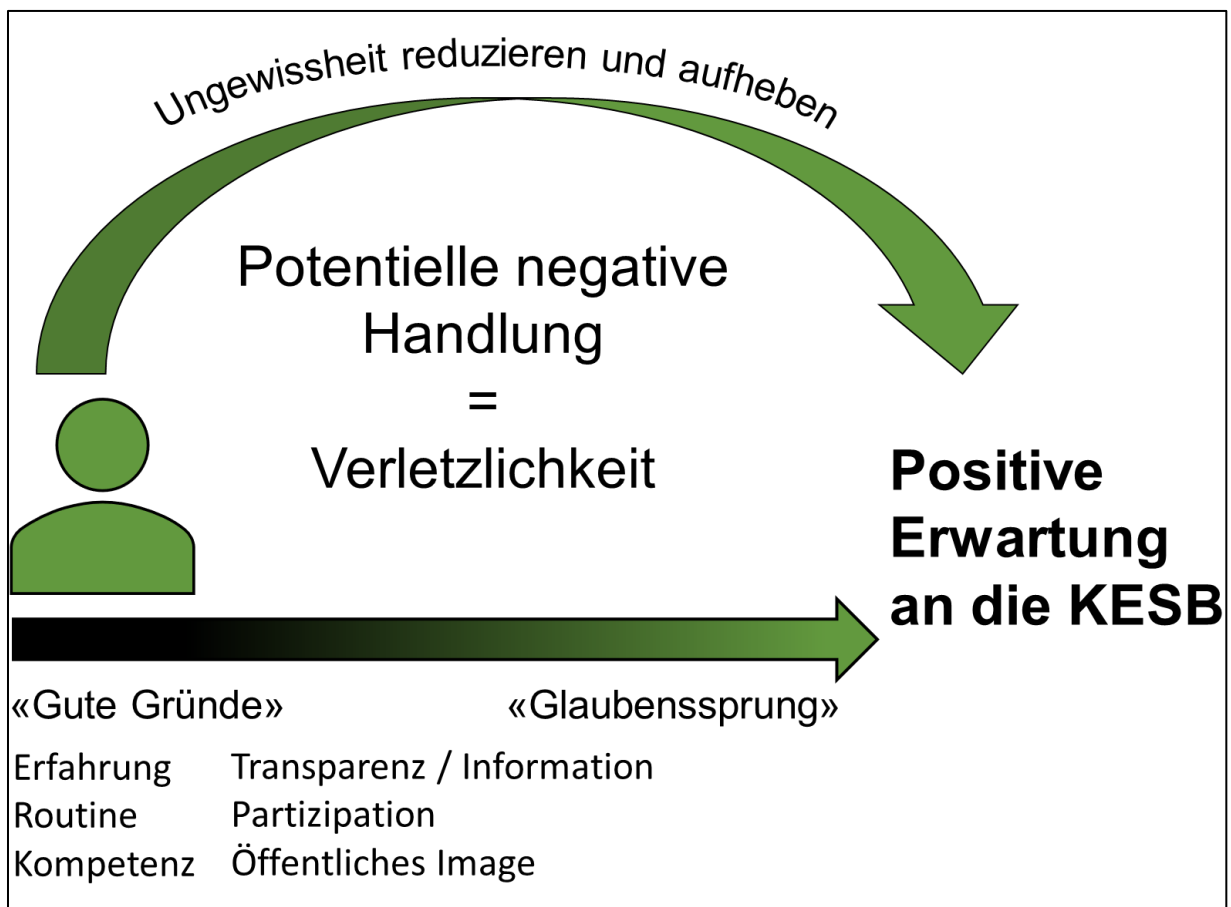 Ungewissheit reduzieren und aufheben
Potentielle negative
Handlung
=
Verletzlichkeit
Positive
Erwartung
an die KESB
«Gute Gründe» «Glaubenssprung»
Erfahrung Transparenz / Information
Routine Partizipation
Kompetenz Öffentliches Image